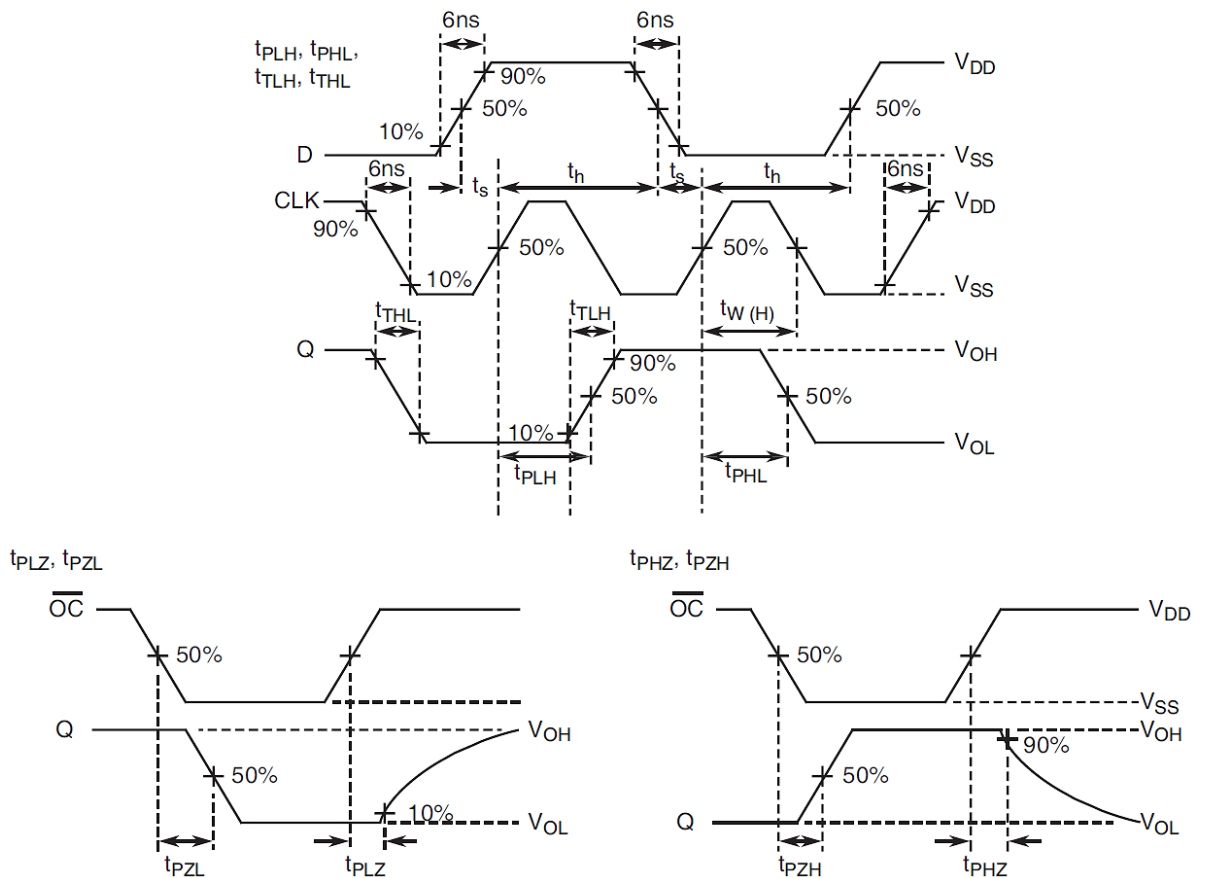 6ns 6ns
tPLH, tPHL,
tTLH, tTHL
90% VDD
50% 50%
10%
D VSS
6ns ts th ts th 6ns
CLK VDD
90% 50% 50%
10% VSS
tTHL tTLH tW (H)
Q VOH
90%
50% 50%
10% VOL
tPLH tPHL
tPLZ, tPZL tPHZ, tPZH
OC OC VDD
50% 50%
VSS
Q VOH VOH
90%
50% 50%
10%
VOL Q VOL
tPZL tPLZ tPZH tPHZ